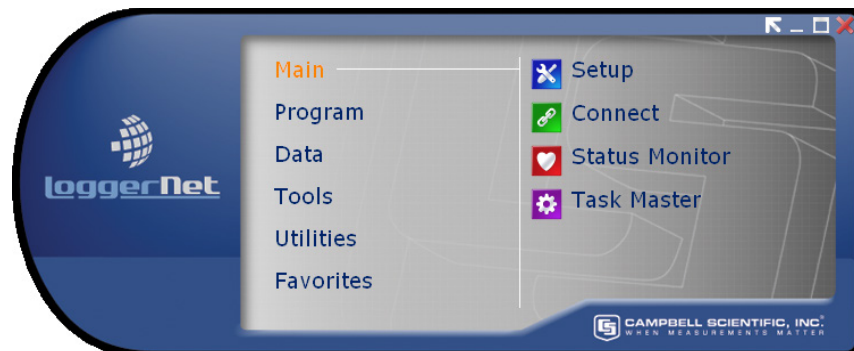 Main
Program
Data
Tools
Utilities
Favorites
Setup
Connect
Status Monitor
Task Master
LoggerNet
CAMPBELL SCIENTIFIC, INC.
WHEN MEASUREMENTS MATTER